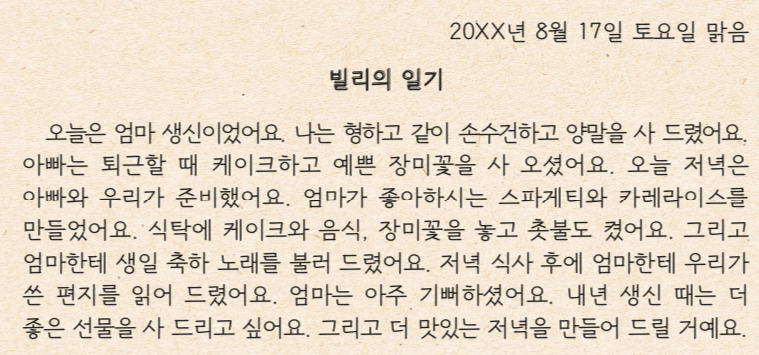 20XX년 8월 17일 토요일 맑음
빌리의 일기
오늘은 엄마 생신이었어요. 나는 형하고 같이 손수건하고 양말을 사 드렸어요.
아빠는 퇴근할 때 케이크하고 예쁜 장미꽃을 사 오셨어요. 오늘 저녁은
아빠와 우리가 준비했어요. 엄마가 좋아하시는 스파게티와 카레라이스를
만들었어요. 식탁에 케이크와 음식, 장미꽃을 놓고 촛불도 켰어요. 그리고
엄마한테 생일 축하 노래를 불러 드렸어요. 저녁 식사 후에 엄마한테 우리가
쓴 편지를 읽어 드렸어요. 엄마는 아주 기뻐하셨어요. 내년 생신 때는 더
좋은 선물을 사 드리고 싶어요. 그리고 더 맛있는 저녁을 만들어 드릴 거예요.